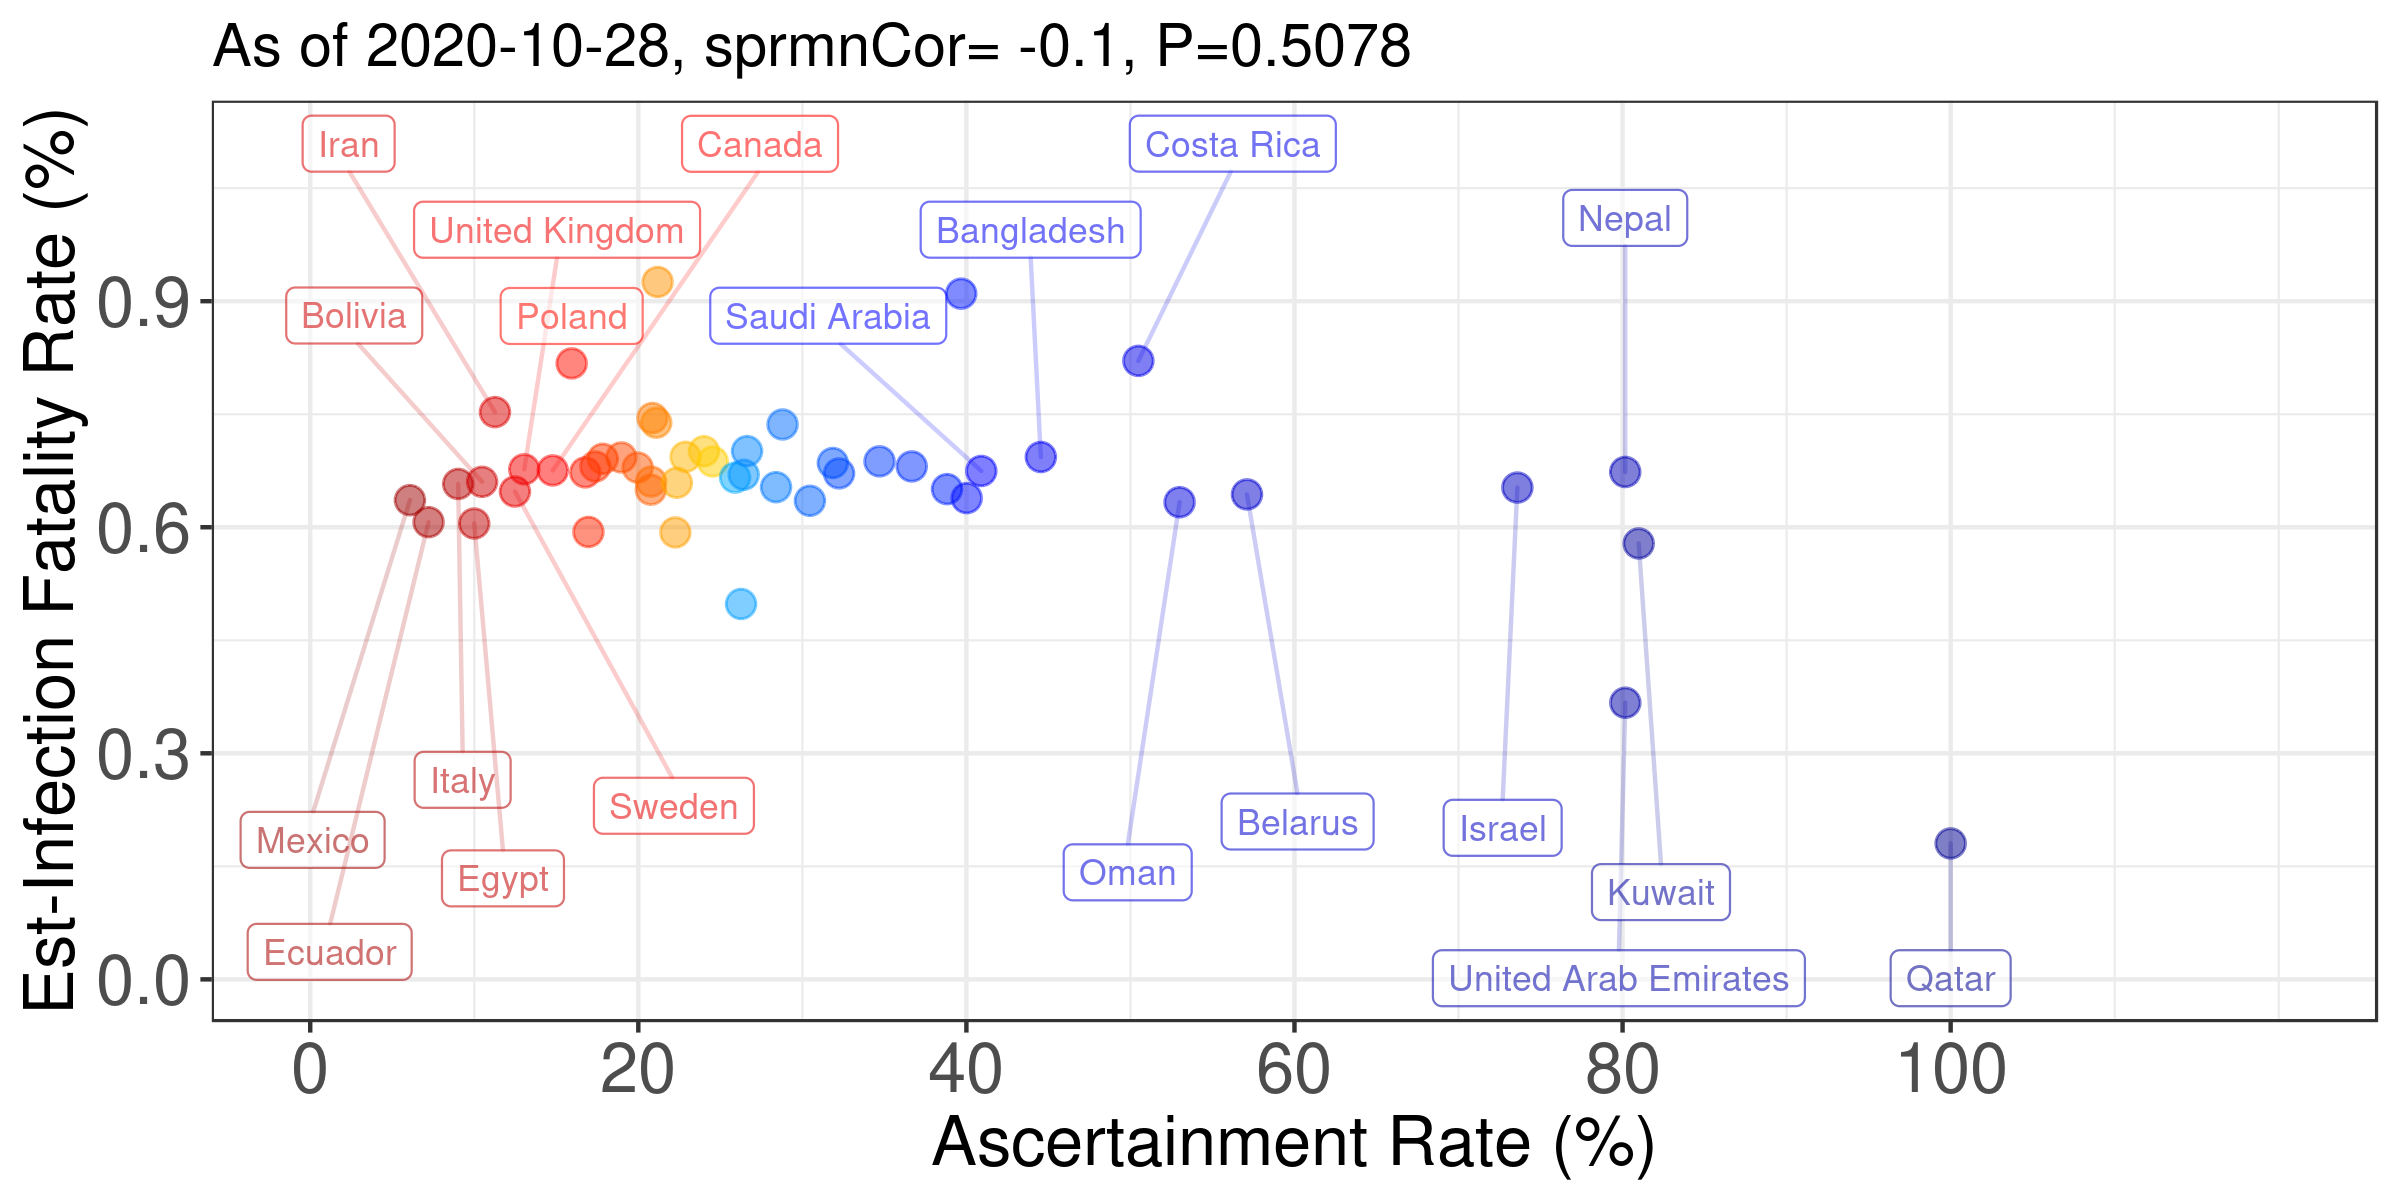 As of 2020-10-28, sprmnCor= -0.1, P=0.5078
Est-Infection Fatality Rate (%)
0.9
0.6
0.3
0.0
Iran
Canada
Costa Rica
United Kingdom
Bangladesh
Nepal
Bolivia
Poland
Saudi Arabia
Italy
Sweden
Mexico
Belarus
Israel
Egypt
Oman
Kuwait
Ecuador
United Arab Emirates
Qatar
0
20
40
60
80
100
Ascertainment Rate (%)